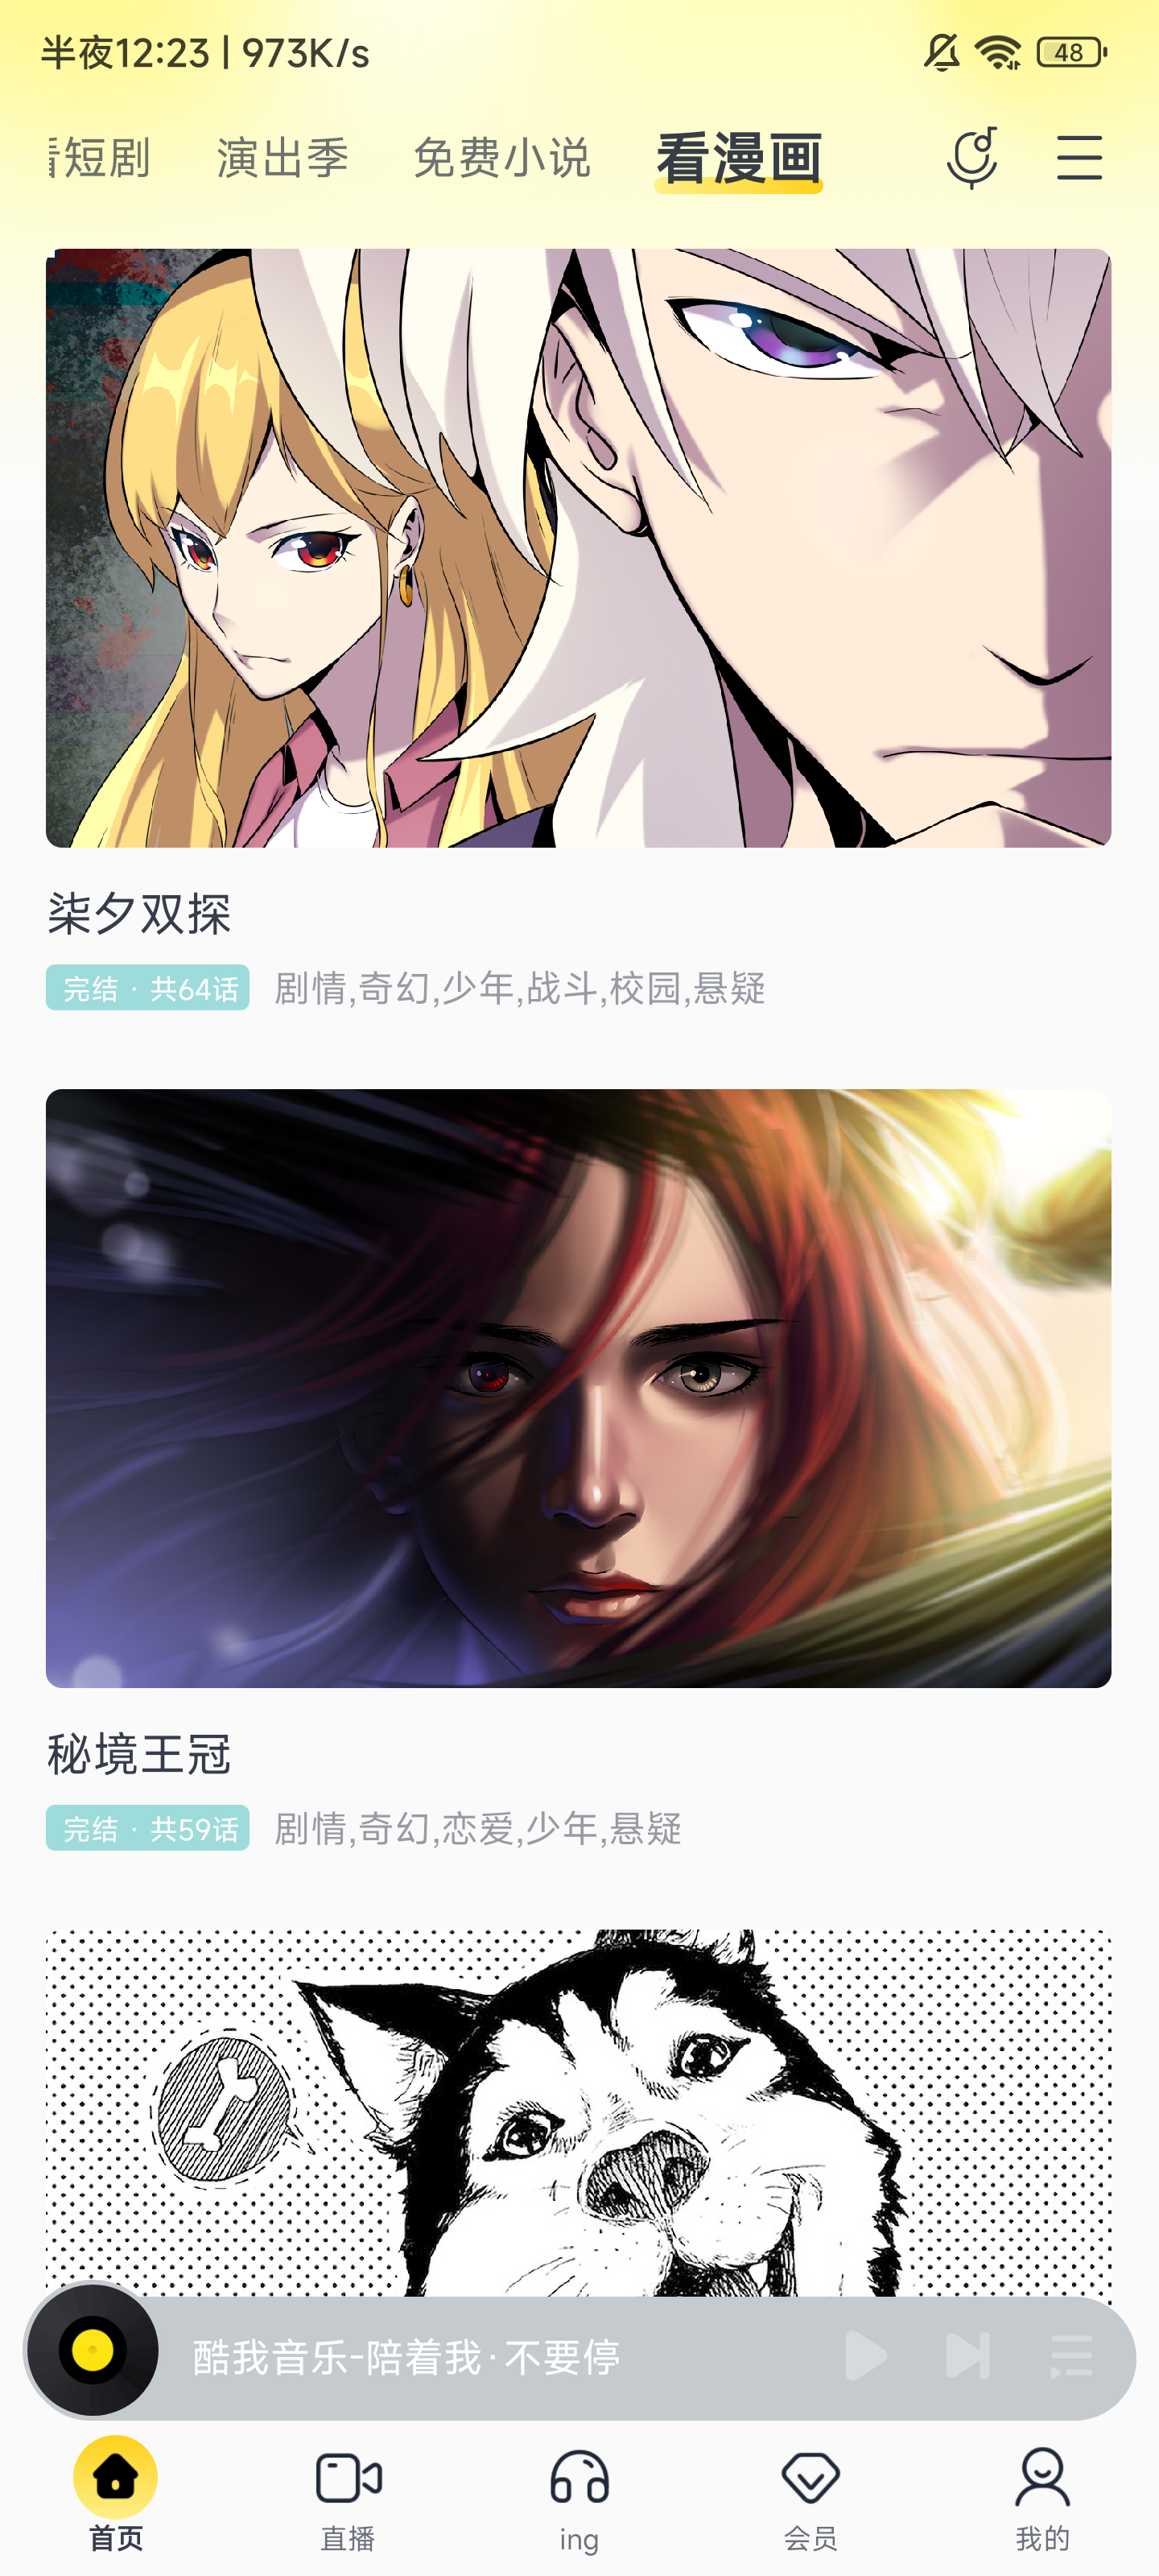 半夜12:23 | 973K/s 48
看短剧 演出季 免费小说 看漫画
柒夕双探
完结 · 共64话 剧情,奇幻,少年,战斗,校园,悬疑
秘境王冠
完结 · 共59话 剧情,奇幻,恋爱,少年,悬疑
酷我音乐-陪着我·不要停
首页 直播 ing 会员 我的